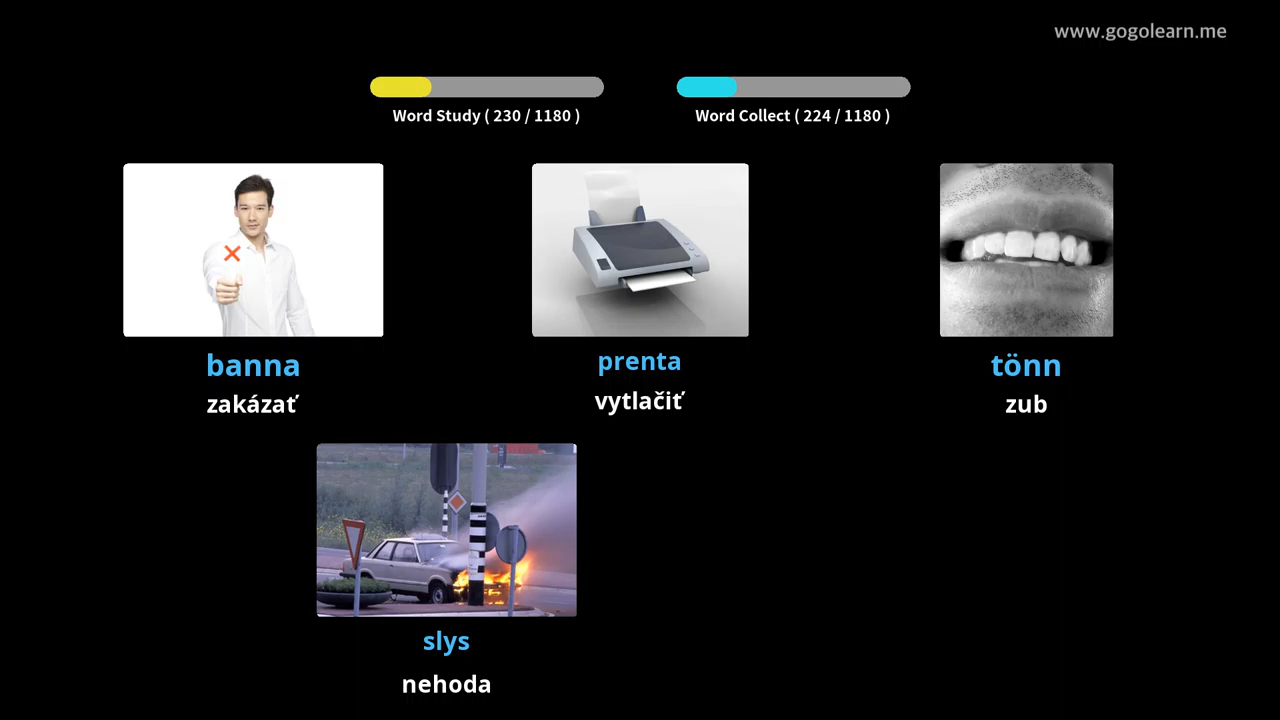 www.gogolearn.me
Word Study ( 230 / 1180 )
Word Collect ( 224 / 1180 )
banna
zakázať
prenta
vytlačiť
tönn
zub
slys
nehoda